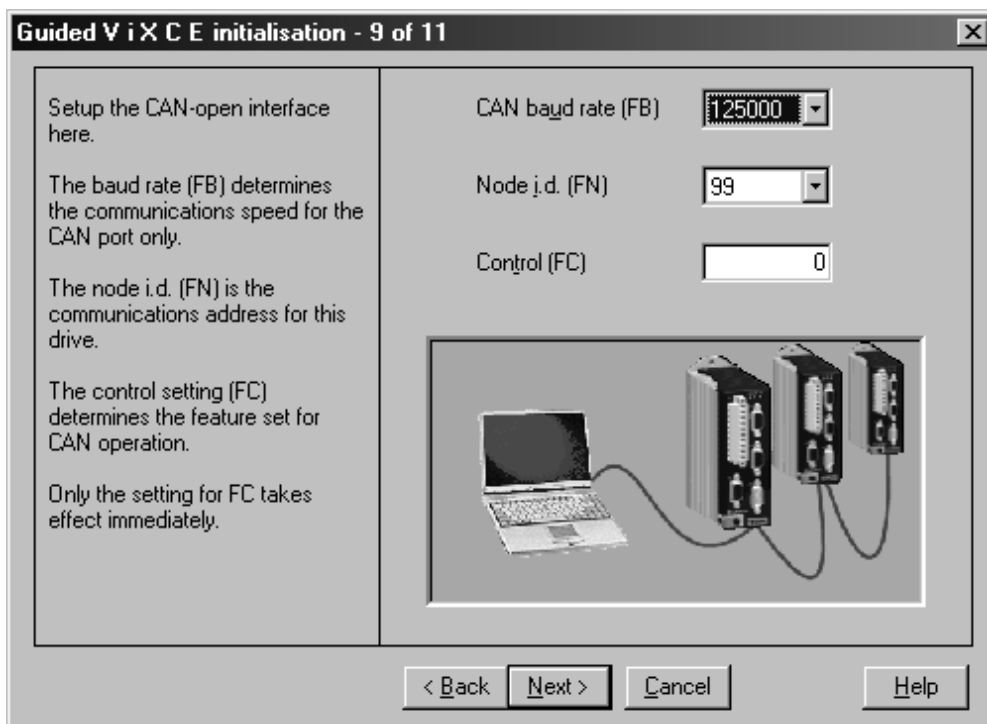 Guided V i X C E initialisation - 9 of 11
Setup the CAN-open interface
here.
The baud rate (FB) determines
the communications speed for the
CAN port only.
The node i.d. (FN) is the
communications address for this
drive.
The control setting (FC)
determines the feature set for
CAN operation.
Only the setting for FC takes
effect immediately.
CAN baud rate (FB)
125000
Node i.d. (FN)
99
Control (FC)
0
< Back
Next >
Cancel
Help